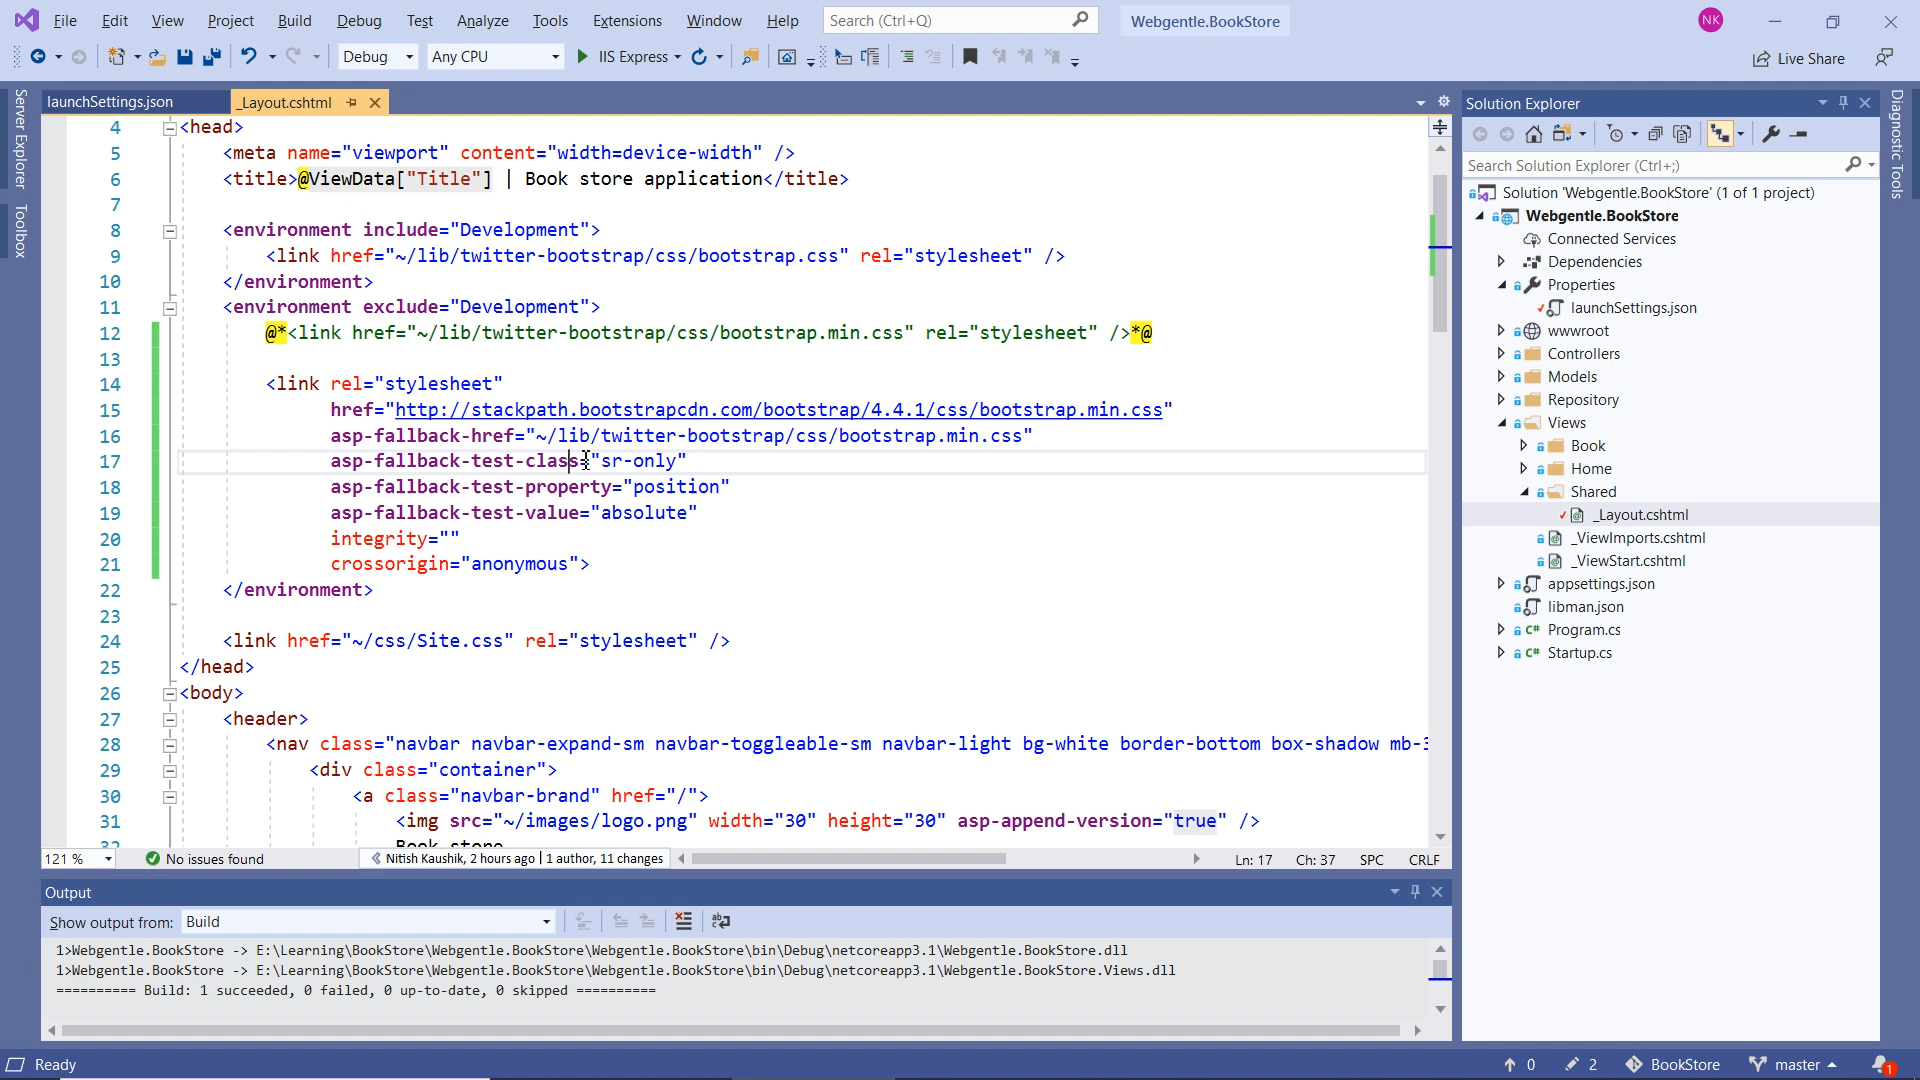 File Edit View Project Build Debug Test Analyze Tools Extensions Window Help Search (Ctrl+Q) Webgentle.BookStore NK
Debug Any CPU IIS Express Live Share
Server Explorer
Toolbox
launchSettings.json _Layout.cshtml
4 <head>
5 <meta name="viewport" content="width=device-width" />
6 <title>@ViewData["Title"] | Book store application</title>
7
8 <environment include="Development">
9 <link href="~/lib/twitter-bootstrap/css/bootstrap.css" rel="stylesheet" />
10 </environment>
11 <environment exclude="Development">
12 @*<link href="~/lib/twitter-bootstrap/css/bootstrap.min.css" rel="stylesheet" />*@
13
14 <link rel="stylesheet"
15 href="http://stackpath.bootstrapcdn.com/bootstrap/4.4.1/css/bootstrap.min.css"
16 asp-fallback-href="~/lib/twitter-bootstrap/css/bootstrap.min.css"
17 asp-fallback-test-class="sr-only"
18 asp-fallback-test-property="position"
19 asp-fallback-test-value="absolute"
20 integrity=""
21 crossorigin="anonymous">
22 </environment>
23
24 <link href="~/css/Site.css" rel="stylesheet" />
25 </head>
26 <body>
27 <header>
28 <nav class="navbar navbar-expand-sm navbar-toggleable-sm navbar-light bg-white border-bottom box-shadow mb-3
29 <div class="container">
30 <a class="navbar-brand" href="/">
31 <img src="~/images/logo.png" width="30" height="30" asp-append-version="true" />
32 Book store
121 % No issues found Nitish Kaushik, 2 hours ago | 1 author, 11 changes Ln: 17 Ch: 37 SPC CRLF
Output
Show output from: Build
1>Webgentle.BookStore -> E:\Learning\BookStore\Webgentle.BookStore\Webgentle.BookStore\bin\Debug\netcoreapp3.1\Webgentle.BookStore.dll
1>Webgentle.BookStore -> E:\Learning\BookStore\Webgentle.BookStore\Webgentle.BookStore\bin\Debug\netcoreapp3.1\Webgentle.BookStore.Views.dll
========== Build: 1 succeeded, 0 failed, 0 up-to-date, 0 skipped ==========
Solution Explorer
Search Solution Explorer (Ctrl+;)
Solution 'Webgentle.BookStore' (1 of 1 project)
Webgentle.BookStore
Connected Services
Dependencies
Properties
launchSettings.json
wwwroot
Controllers
Models
Repository
Views
Book
Home
Shared
_Layout.cshtml
_ViewImports.cshtml
_ViewStart.cshtml
appsettings.json
libman.json
C# Program.cs
C# Startup.cs
Diagnostic Tools
Ready 0 2 BookStore master 1